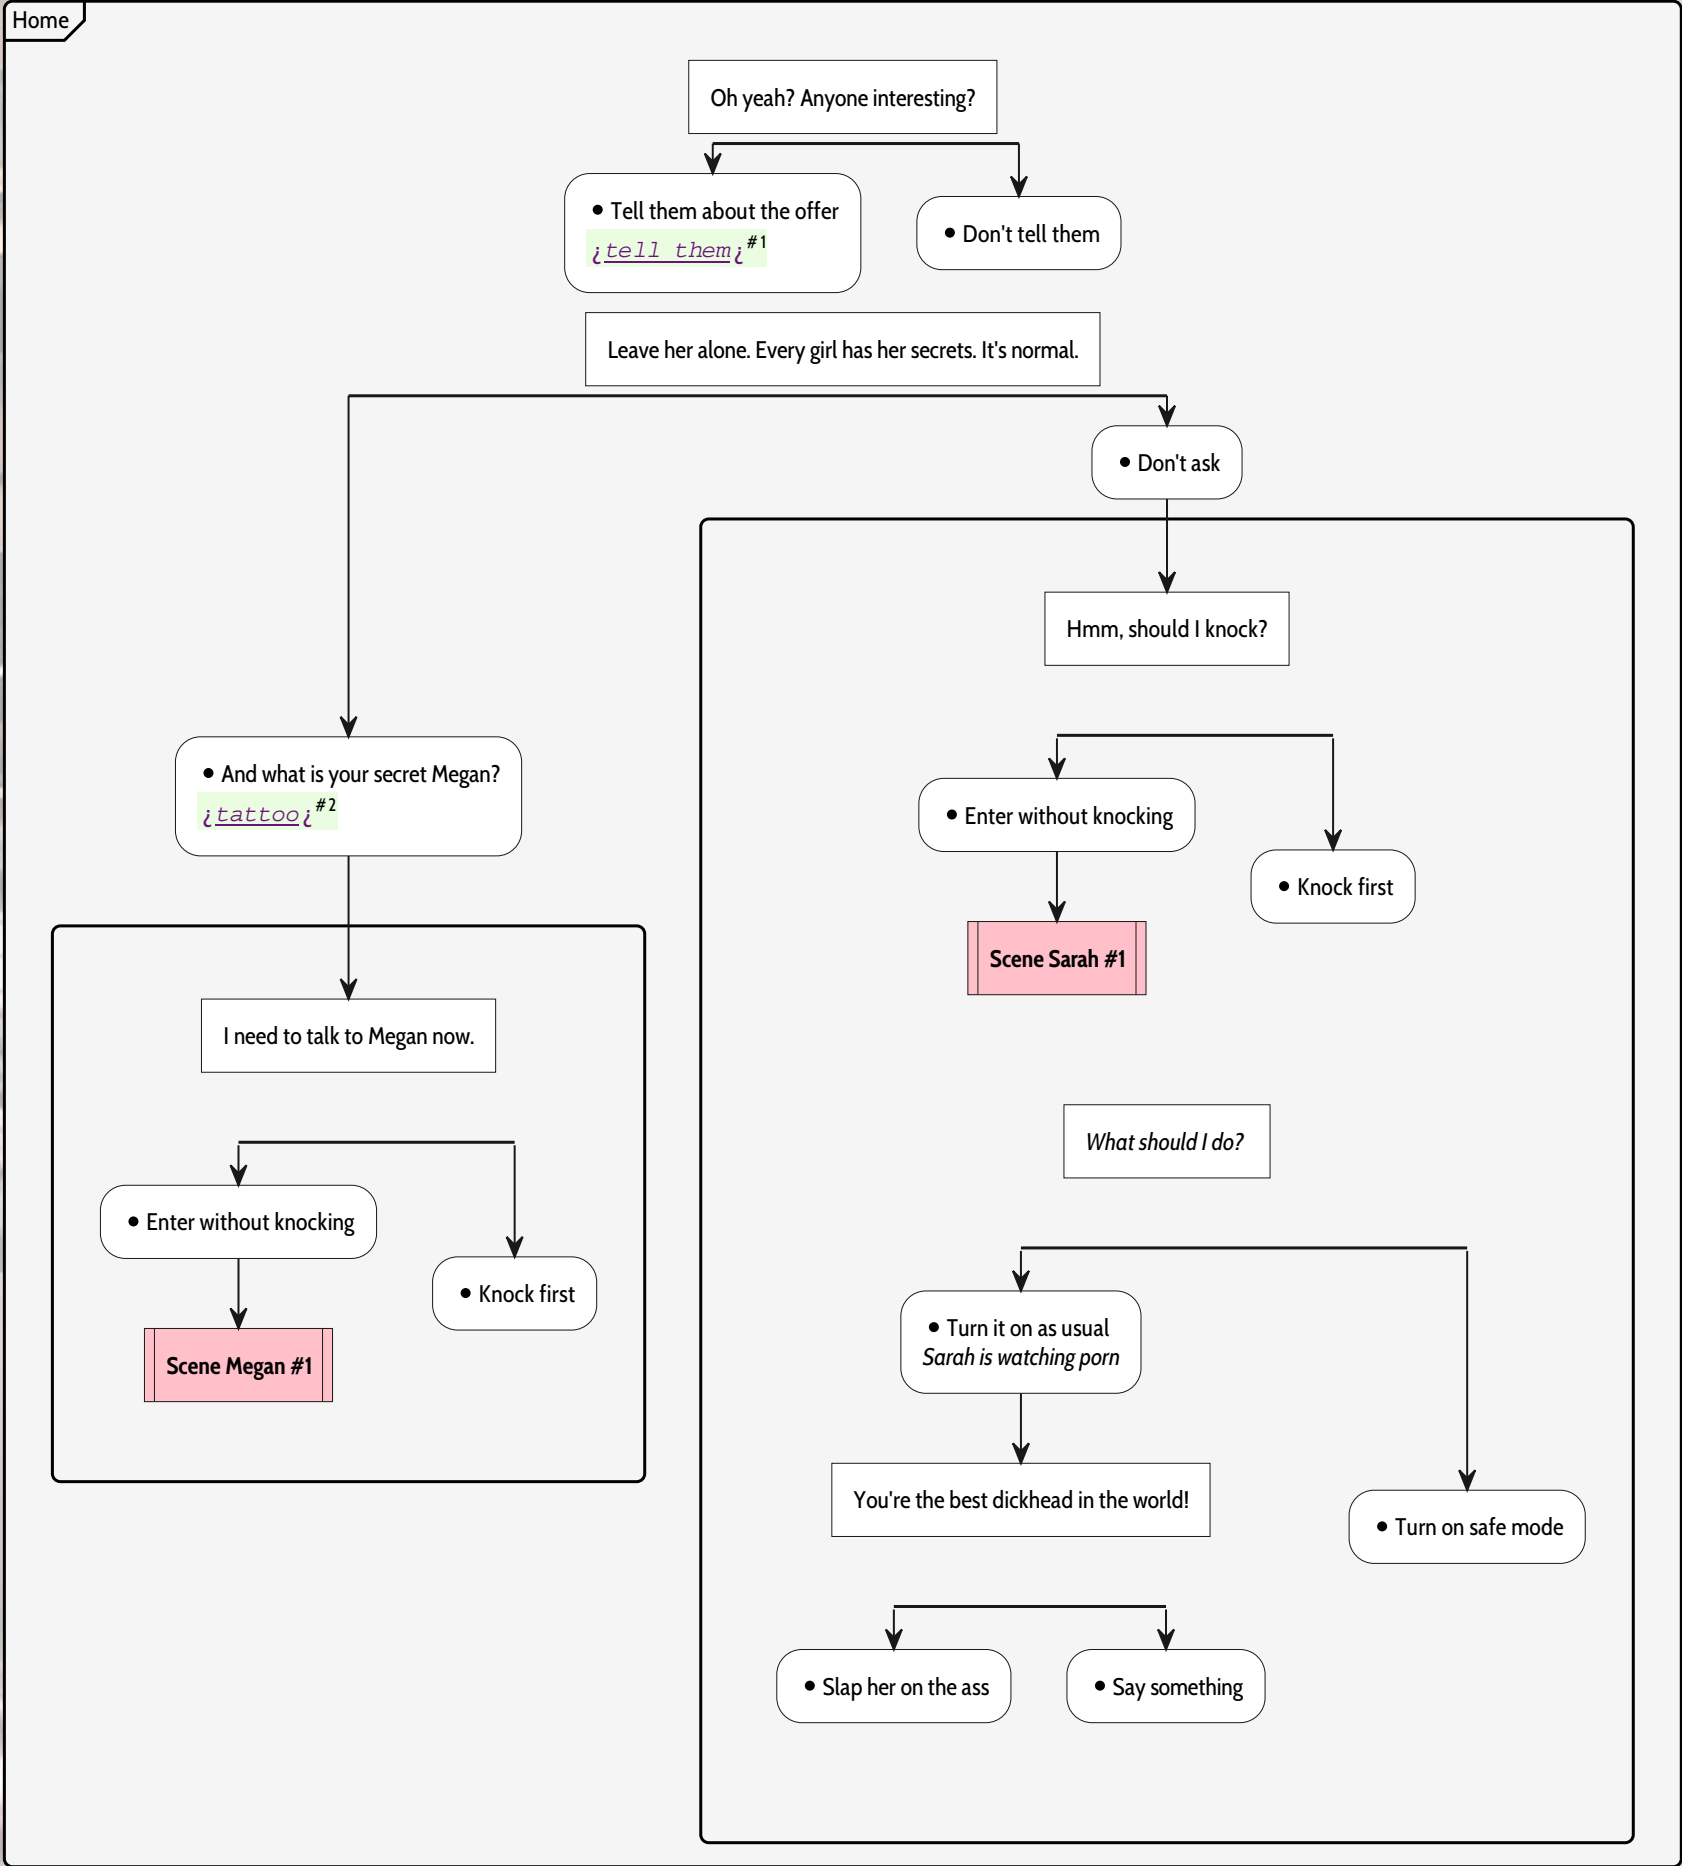 Home
Oh yeah? Anyone interesting?
• Tell them about the offer
¿tell them¿#1
• Don't tell them
Leave her alone. Every girl has her secrets. It's normal.
• Don't ask
Hmm, should I knock?
• And what is your secret Megan?
¿tattoo¿#2
• Enter without knocking
• Knock first
Scene Sarah #1
I need to talk to Megan now.
What should I do?
• Enter without knocking
• Knock first
Scene Megan #1
• Turn it on as usual
Sarah is watching porn
You're the best dickhead in the world!
• Turn on safe mode
• Slap her on the ass
• Say something